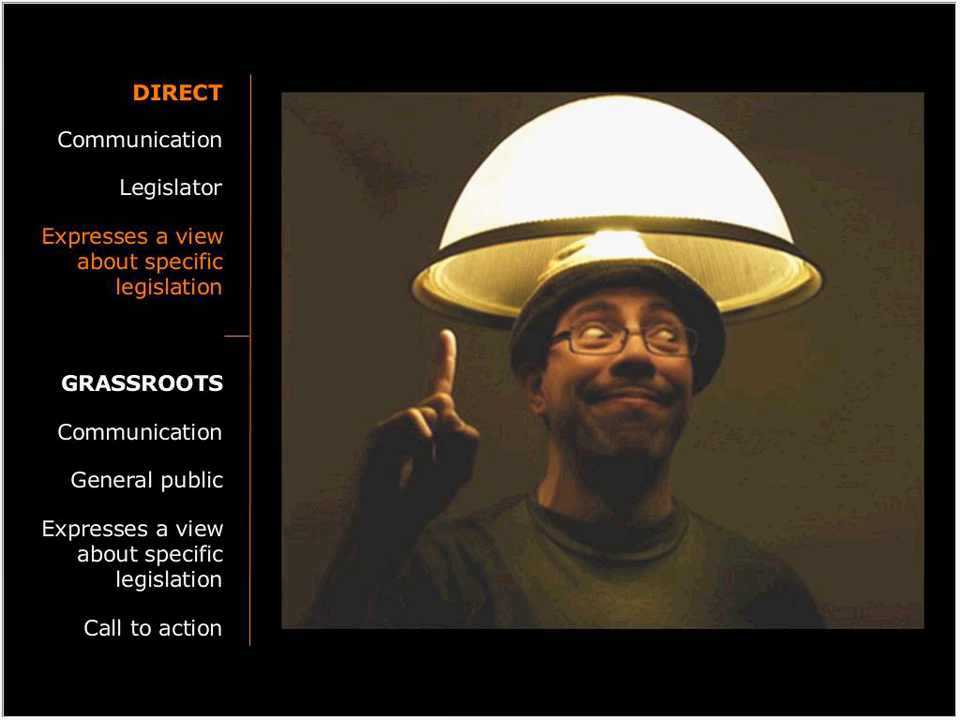 DIRECT
Communication
Legislator
Expresses a view
about specific
legislation
GRASSROOTS
Communication
General public
Expresses a view
about specific
legislation
Call to action